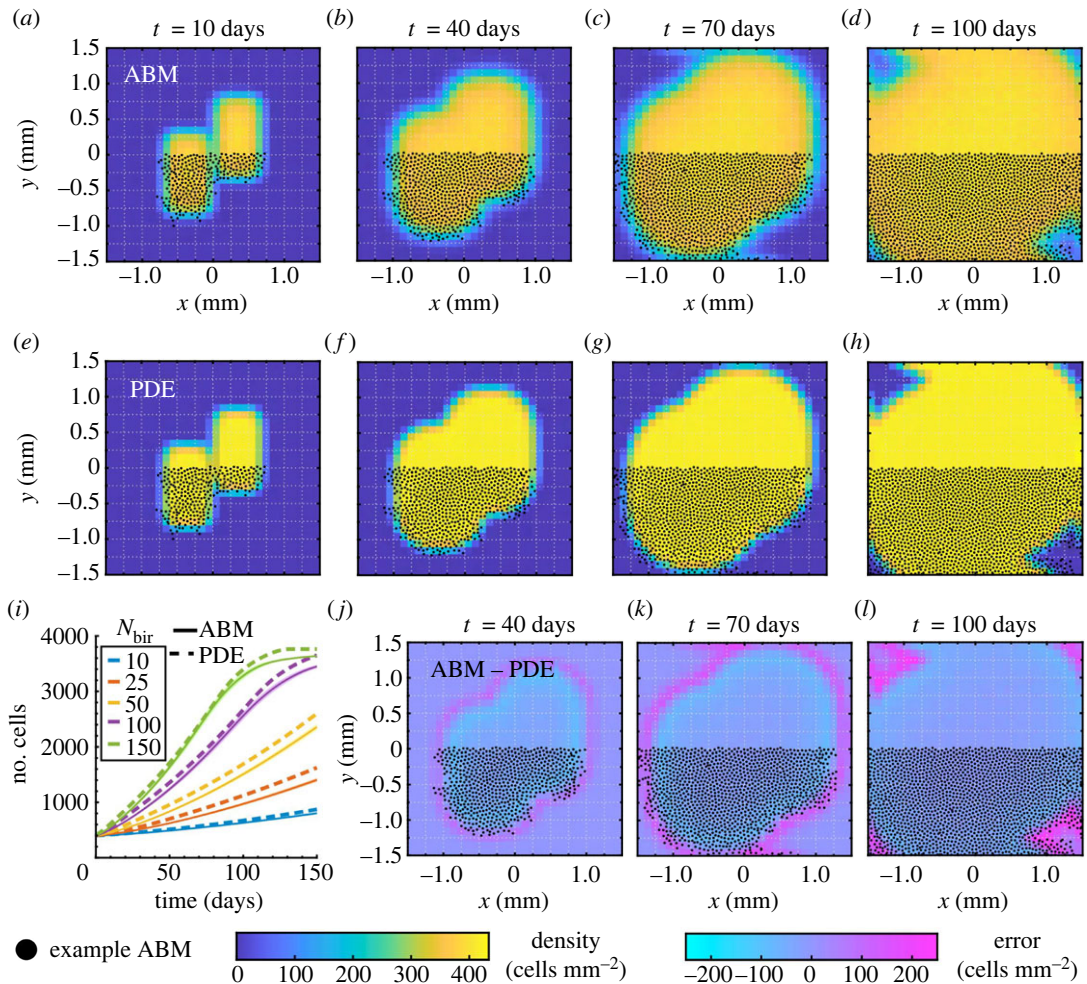 (a) t = 10 days (b) t = 40 days (c) t = 70 days (d) t = 100 days
1.5
ABM
1.0
0.5
0
–0.5
–1.0
–1.5
y (mm)
–1.0 0 1.0 –1.0 0 1.0 –1.0 0 1.0 –1.0 0 1.0
x (mm) x (mm) x (mm) x (mm)
(e) (f) (g) (h)
1.5
PDE
1.0
0.5
0
–0.5
–1.0
–1.5
y (mm)
(i)
4000
3000
2000
1000
0
no. cells
N_bir
ABM
PDE
10
25
50
100
150
0 50 100 150
time (days)
(j) t = 40 days (k) t = 70 days (l) t = 100 days
1.5
ABM – PDE
1.0
0.5
0
–0.5
–1.0
–1.5
y (mm)
–1.0 0 1.0 –1.0 0 1.0 –1.0 0 1.0
x (mm) x (mm) x (mm)
example ABM
0 100 200 300 400
density
(cells mm⁻²)
–200 –100 0 100 200
error
(cells mm⁻²)